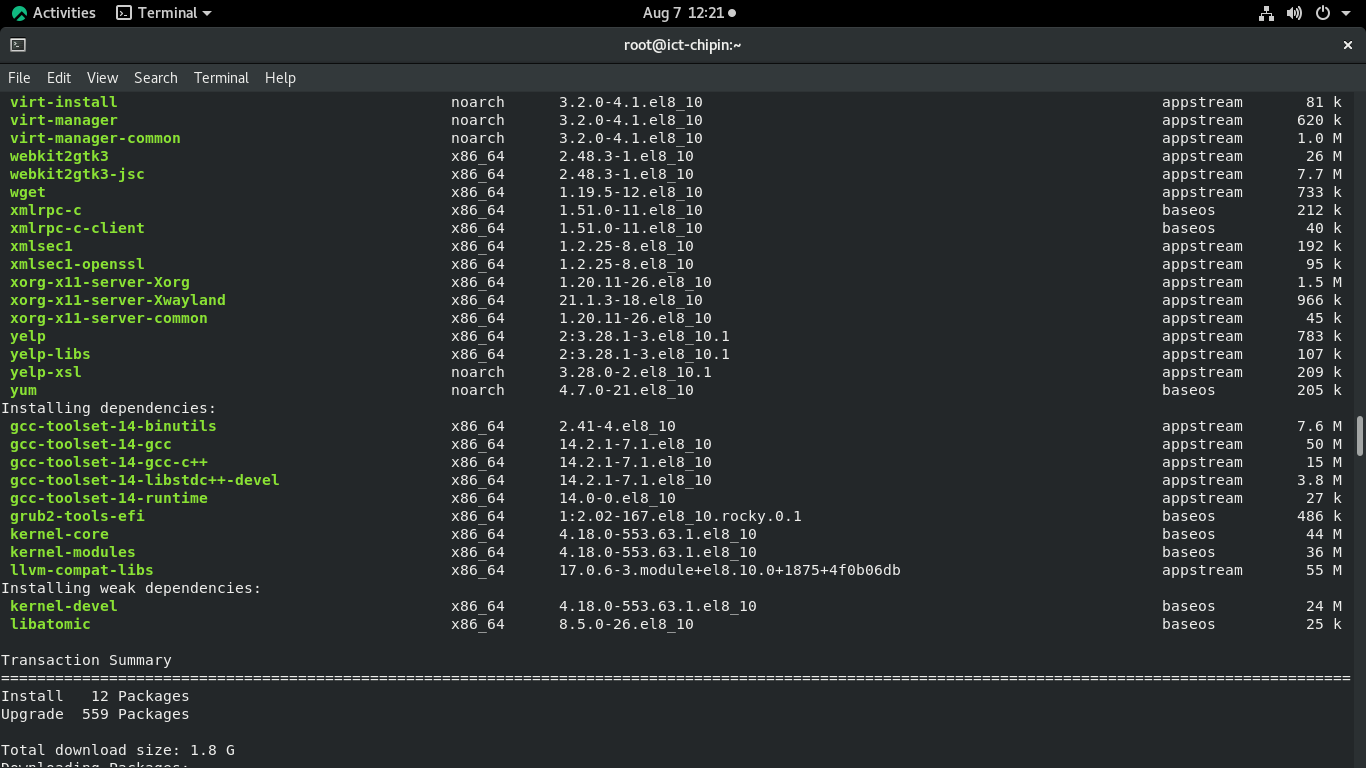 Activities Terminal Aug 7 12:21
root@ict-chipin:~
File Edit View Search Terminal Help
virt-install noarch 3.2.0-4.1.el8_10 appstream 81 k
virt-manager noarch 3.2.0-4.1.el8_10 appstream 620 k
virt-manager-common noarch 3.2.0-4.1.el8_10 appstream 1.0 M
webkit2gtk3 x86_64 2.48.3-1.el8_10 appstream 26 M
webkit2gtk3-jsc x86_64 2.48.3-1.el8_10 appstream 7.7 M
wget x86_64 1.19.5-12.el8_10 appstream 733 k
xmlrpc-c x86_64 1.51.0-11.el8_10 baseos 212 k
xmlrpc-c-client x86_64 1.51.0-11.el8_10 baseos 40 k
xmlsec1 x86_64 1.2.25-8.el8_10 appstream 192 k
xmlsec1-openssl x86_64 1.2.25-8.el8_10 appstream 95 k
xorg-x11-server-Xorg x86_64 1.20.11-26.el8_10 appstream 1.5 M
xorg-x11-server-Xwayland x86_64 21.1.3-18.el8_10 appstream 966 k
xorg-x11-server-common x86_64 1.20.11-26.el8_10 appstream 45 k
yelp x86_64 2:3.28.1-3.el8_10.1 appstream 783 k
yelp-libs x86_64 2:3.28.1-3.el8_10.1 appstream 107 k
yelp-xsl noarch 3.28.0-2.el8_10.1 appstream 209 k
yum noarch 4.7.0-21.el8_10 baseos 205 k
Installing dependencies:
gcc-toolset-14-binutils x86_64 2.41-4.el8_10 appstream 7.6 M
gcc-toolset-14-gcc x86_64 14.2.1-7.1.el8_10 appstream 50 M
gcc-toolset-14-gcc-c++ x86_64 14.2.1-7.1.el8_10 appstream 15 M
gcc-toolset-14-libstdc++-devel x86_64 14.2.1-7.1.el8_10 appstream 3.8 M
gcc-toolset-14-runtime x86_64 14.0-0.el8_10 appstream 27 k
grub2-tools-efi x86_64 1:2.02-167.el8_10.rocky.0.1 baseos 486 k
kernel-core x86_64 4.18.0-553.63.1.el8_10 baseos 44 M
kernel-modules x86_64 4.18.0-553.63.1.el8_10 baseos 36 M
llvm-compat-libs x86_64 17.0.6-3.module+el8.10.0+1875+4f0b06db appstream 55 M
Installing weak dependencies:
kernel-devel x86_64 4.18.0-553.63.1.el8_10 baseos 24 M
libatomic x86_64 8.5.0-26.el8_10 baseos 25 k
Transaction Summary
================================================================================
Install 12 Packages
Upgrade 559 Packages
Total download size: 1.8 G
Downloading Packages: